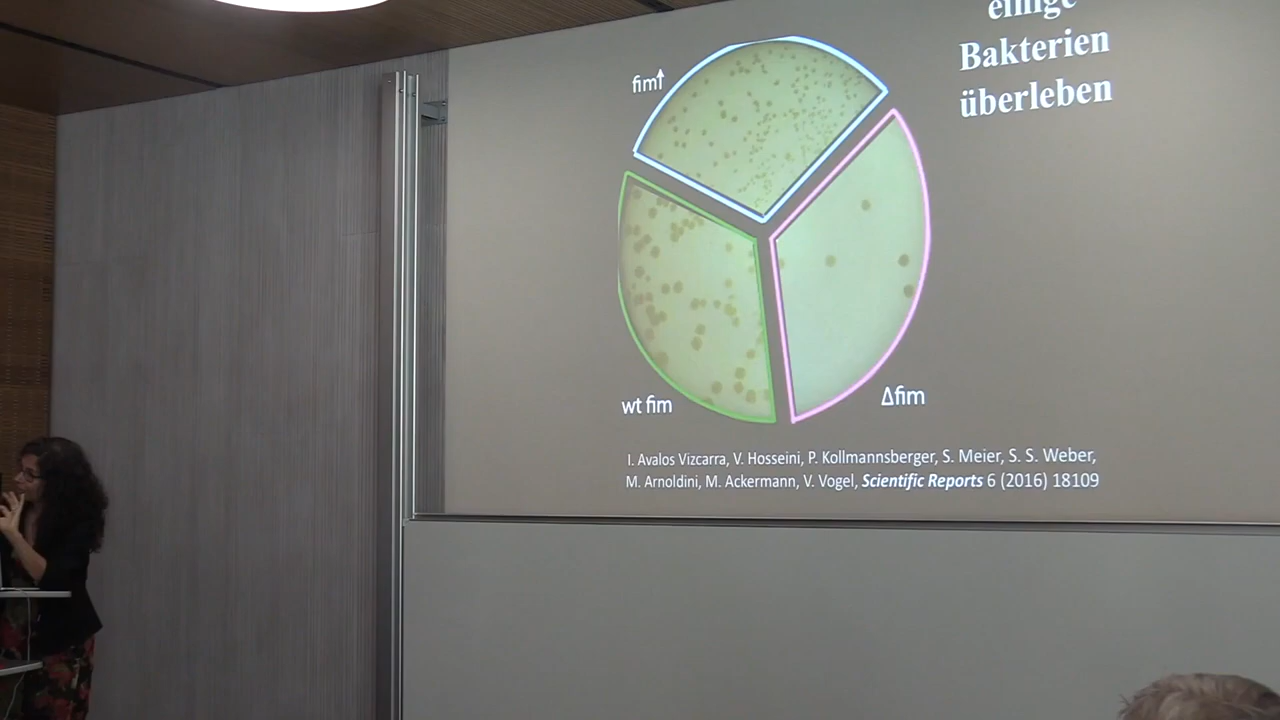 einige
Bakterien
überleben
fim↑
wt fim
Δfim
I. Avalos Vizcarra, V. Hosseini, P. Kollmannsberger, S. Meier, S. S. Weber,
M. Arnoldini, M. Ackermann, V. Vogel, Scientific Reports 6 (2016) 18109